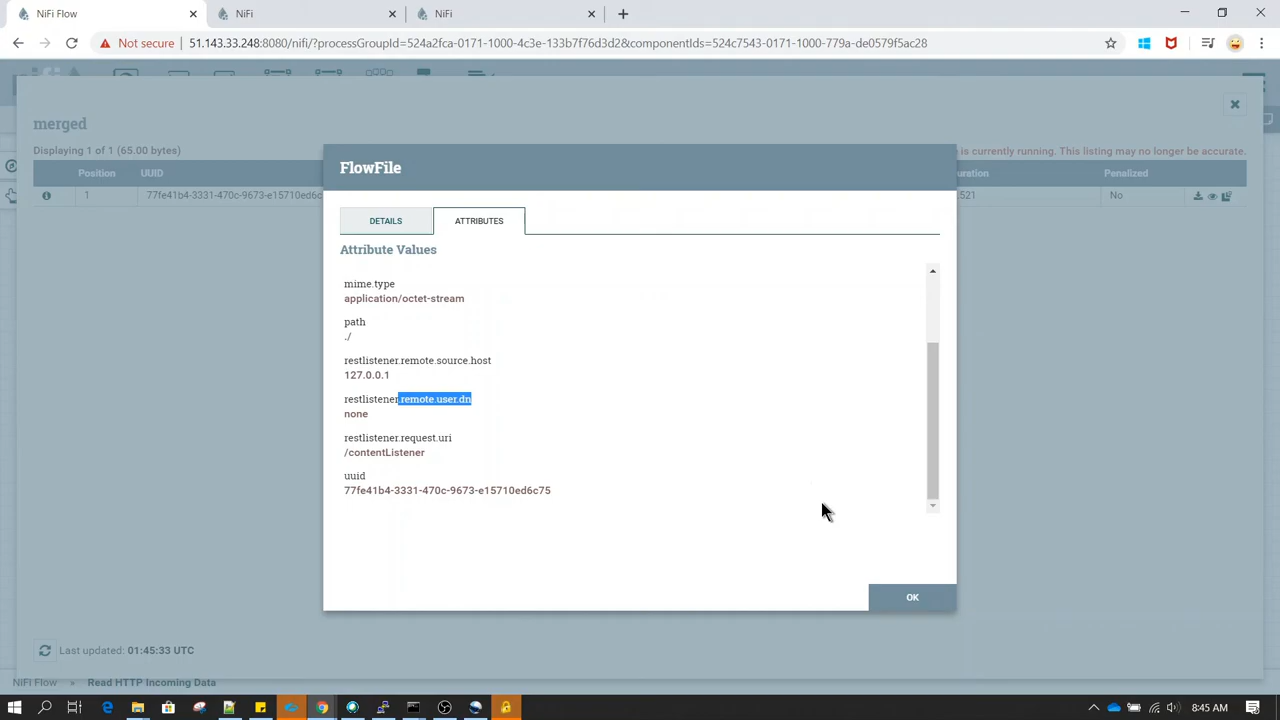 NiFi Flow
NiFi
NiFi
Not secure
51.143.33.248:8080/nifi/?processGroupId=524a2fca-0171-1000-4c3e-133b7f76d3d2&componentIds=524c7543-0171-1000-779a-de0579f5ac28
merged
Displaying 1 of 1 (65.00 bytes)
is currently running. This listing may no longer be accurate.
Position
UUID
uration
Penalized
1
77fe41b4-3331-470c-9673-e15710ed6c
.521
No
FlowFile
DETAILS
ATTRIBUTES
Attribute Values
mime.type
application/octet-stream
path
./
restlistener.remote.source.host
127.0.0.1
restlistener.remote.user.dn
none
restlistener.request.uri
/contentListener
uuid
77fe41b4-3331-470c-9673-e15710ed6c75
OK
Last updated: 01:45:33 UTC
NiFi Flow » Read HTTP Incoming Data
8:45 AM